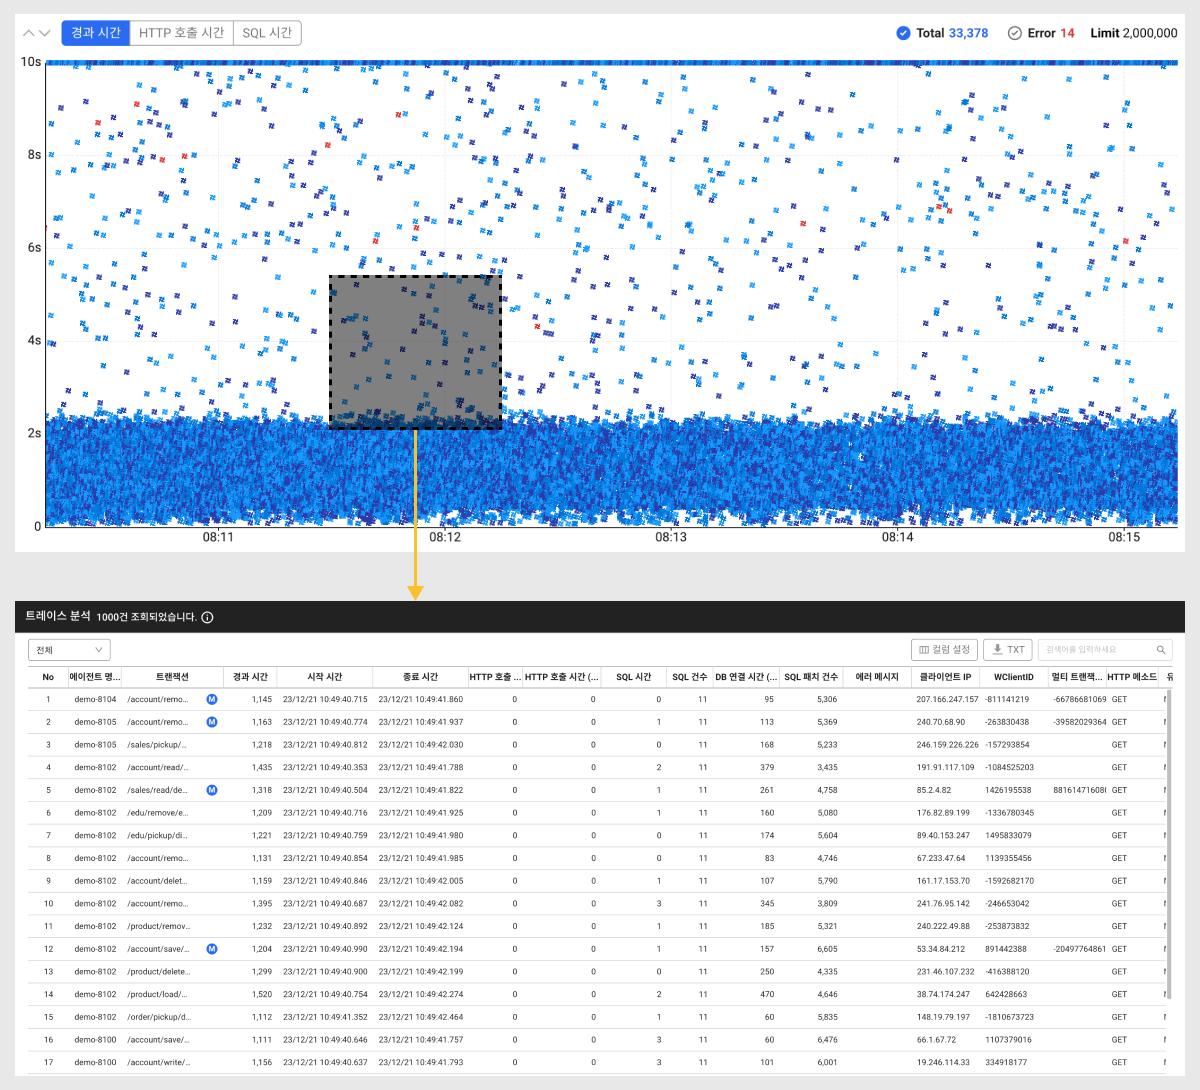 경과 시간 HTTP 호출 시간 SQL 시간 Total 33,378 Error 14 Limit 2,000,000
10s
8s
6s
4s
2s
0
08:11 08:12 08:13 08:14 08:15
트레이스 분석 1000건 조회되었습니다.
전체 컬럼 설정 TXT 검색어를 입력하세요
No 에이전트 명... 트랜잭션 경과 시간 시작 시간 종료 시간 HTTP 호출 ... HTTP 호출 시간 (... SQL 시간 SQL 건수 DB 연결 시간 (... SQL 패치 건수 에러 메시지 클라이언트 IP WClientID 멀티 트랜잭... HTTP 메소드 유
1 demo-8104 /account/remo... M 1,145 23/12/21 10:49:40.715 23/12/21 10:49:41.860 0 0 0 11 95 5,306 207.166.247.157 -811141219 -66786681069 GET
2 demo-8105 /account/remo... M 1,163 23/12/21 10:49:40.774 23/12/21 10:49:41.937 0 0 1 11 113 5,369 240.70.68.90 -263830438 -39582029364 GET
3 demo-8105 /sales/pickup/... 1,218 23/12/21 10:49:40.812 23/12/21 10:49:42.030 0 0 0 11 168 5,233 246.159.226.226 -157293854 GET
4 demo-8102 /account/read/... 1,435 23/12/21 10:49:40.353 23/12/21 10:49:41.788 0 0 2 11 379 3,435 191.91.117.109 -1084525203 GET
5 demo-8102 /sales/read/de... M 1,318 23/12/21 10:49:40.504 23/12/21 10:49:41.822 0 0 1 11 261 4,758 85.2.4.82 1426195538 88161471608 GET
6 demo-8102 /edu/remove/e... 1,209 23/12/21 10:49:40.716 23/12/21 10:49:41.925 0 0 1 11 160 5,080 176.82.89.199 -1336780345 GET
7 demo-8102 /edu/pickup/di... 1,221 23/12/21 10:49:40.759 23/12/21 10:49:41.980 0 0 0 11 174 5,604 89.40.153.247 1495833079 GET
8 demo-8102 /account/remo... 1,131 23/12/21 10:49:40.854 23/12/21 10:49:41.985 0 0 0 11 83 4,746 67.233.47.64 1139355456 GET
9 demo-8102 /account/delet... 1,159 23/12/21 10:49:40.846 23/12/21 10:49:42.005 0 0 1 11 107 5,790 161.17.153.70 -1592682170 GET
10 demo-8102 /account/remo... 1,395 23/12/21 10:49:40.687 23/12/21 10:49:42.082 0 0 3 11 345 3,809 241.76.95.142 -246653042 GET
11 demo-8102 /product/remov... 1,232 23/12/21 10:49:40.892 23/12/21 10:49:42.124 0 0 1 11 185 5,321 240.222.49.88 -253873832 GET
12 demo-8102 /account/save/... M 1,204 23/12/21 10:49:40.990 23/12/21 10:49:42.194 0 0 1 11 157 6,605 53.34.84.212 891442388 -20497764861 GET
13 demo-8102 /product/delete... 1,299 23/12/21 10:49:40.900 23/12/21 10:49:42.199 0 0 0 11 250 4,335 231.46.107.232 -416388120 GET
14 demo-8102 /product/load/... 1,520 23/12/21 10:49:40.754 23/12/21 10:49:42.274 0 0 2 11 470 4,646 38.74.174.247 642428663 GET
15 demo-8102 /order/pickup/d... 1,112 23/12/21 10:49:41.352 23/12/21 10:49:42.464 0 0 1 11 60 5,835 148.19.79.197 -1810673723 GET
16 demo-8100 /account/save/... 1,111 23/12/21 10:49:40.646 23/12/21 10:49:41.757 0 0 3 11 60 6,476 66.1.67.72 1107379016 GET
17 demo-8100 /account/write/... 1,156 23/12/21 10:49:40.637 23/12/21 10:49:41.793 0 0 3 11 101 6,001 19.246.114.33 334918177 GET